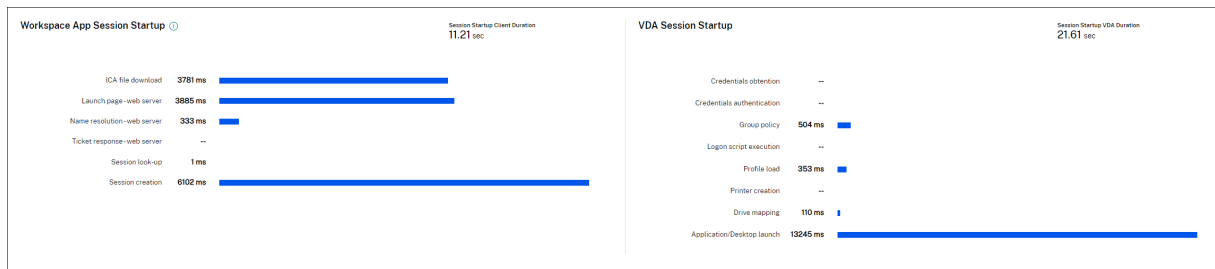 Workspace App Session Startup
Session Startup Client Duration
11.21 sec
ICA file download 3781 ms
Launch page-web server 3885 ms
Name resolution-web server 333 ms
Ticket response-web server --
Session look-up 1 ms
Session creation 6102 ms
VDA Session Startup
Session Startup VDA Duration
21.61 sec
Credentials obtention --
Credentials authentication --
Group policy 504 ms
Logon script execution --
Profile load 353 ms
Printer creation --
Drive mapping 110 ms
Application/Desktop launch 13245 ms